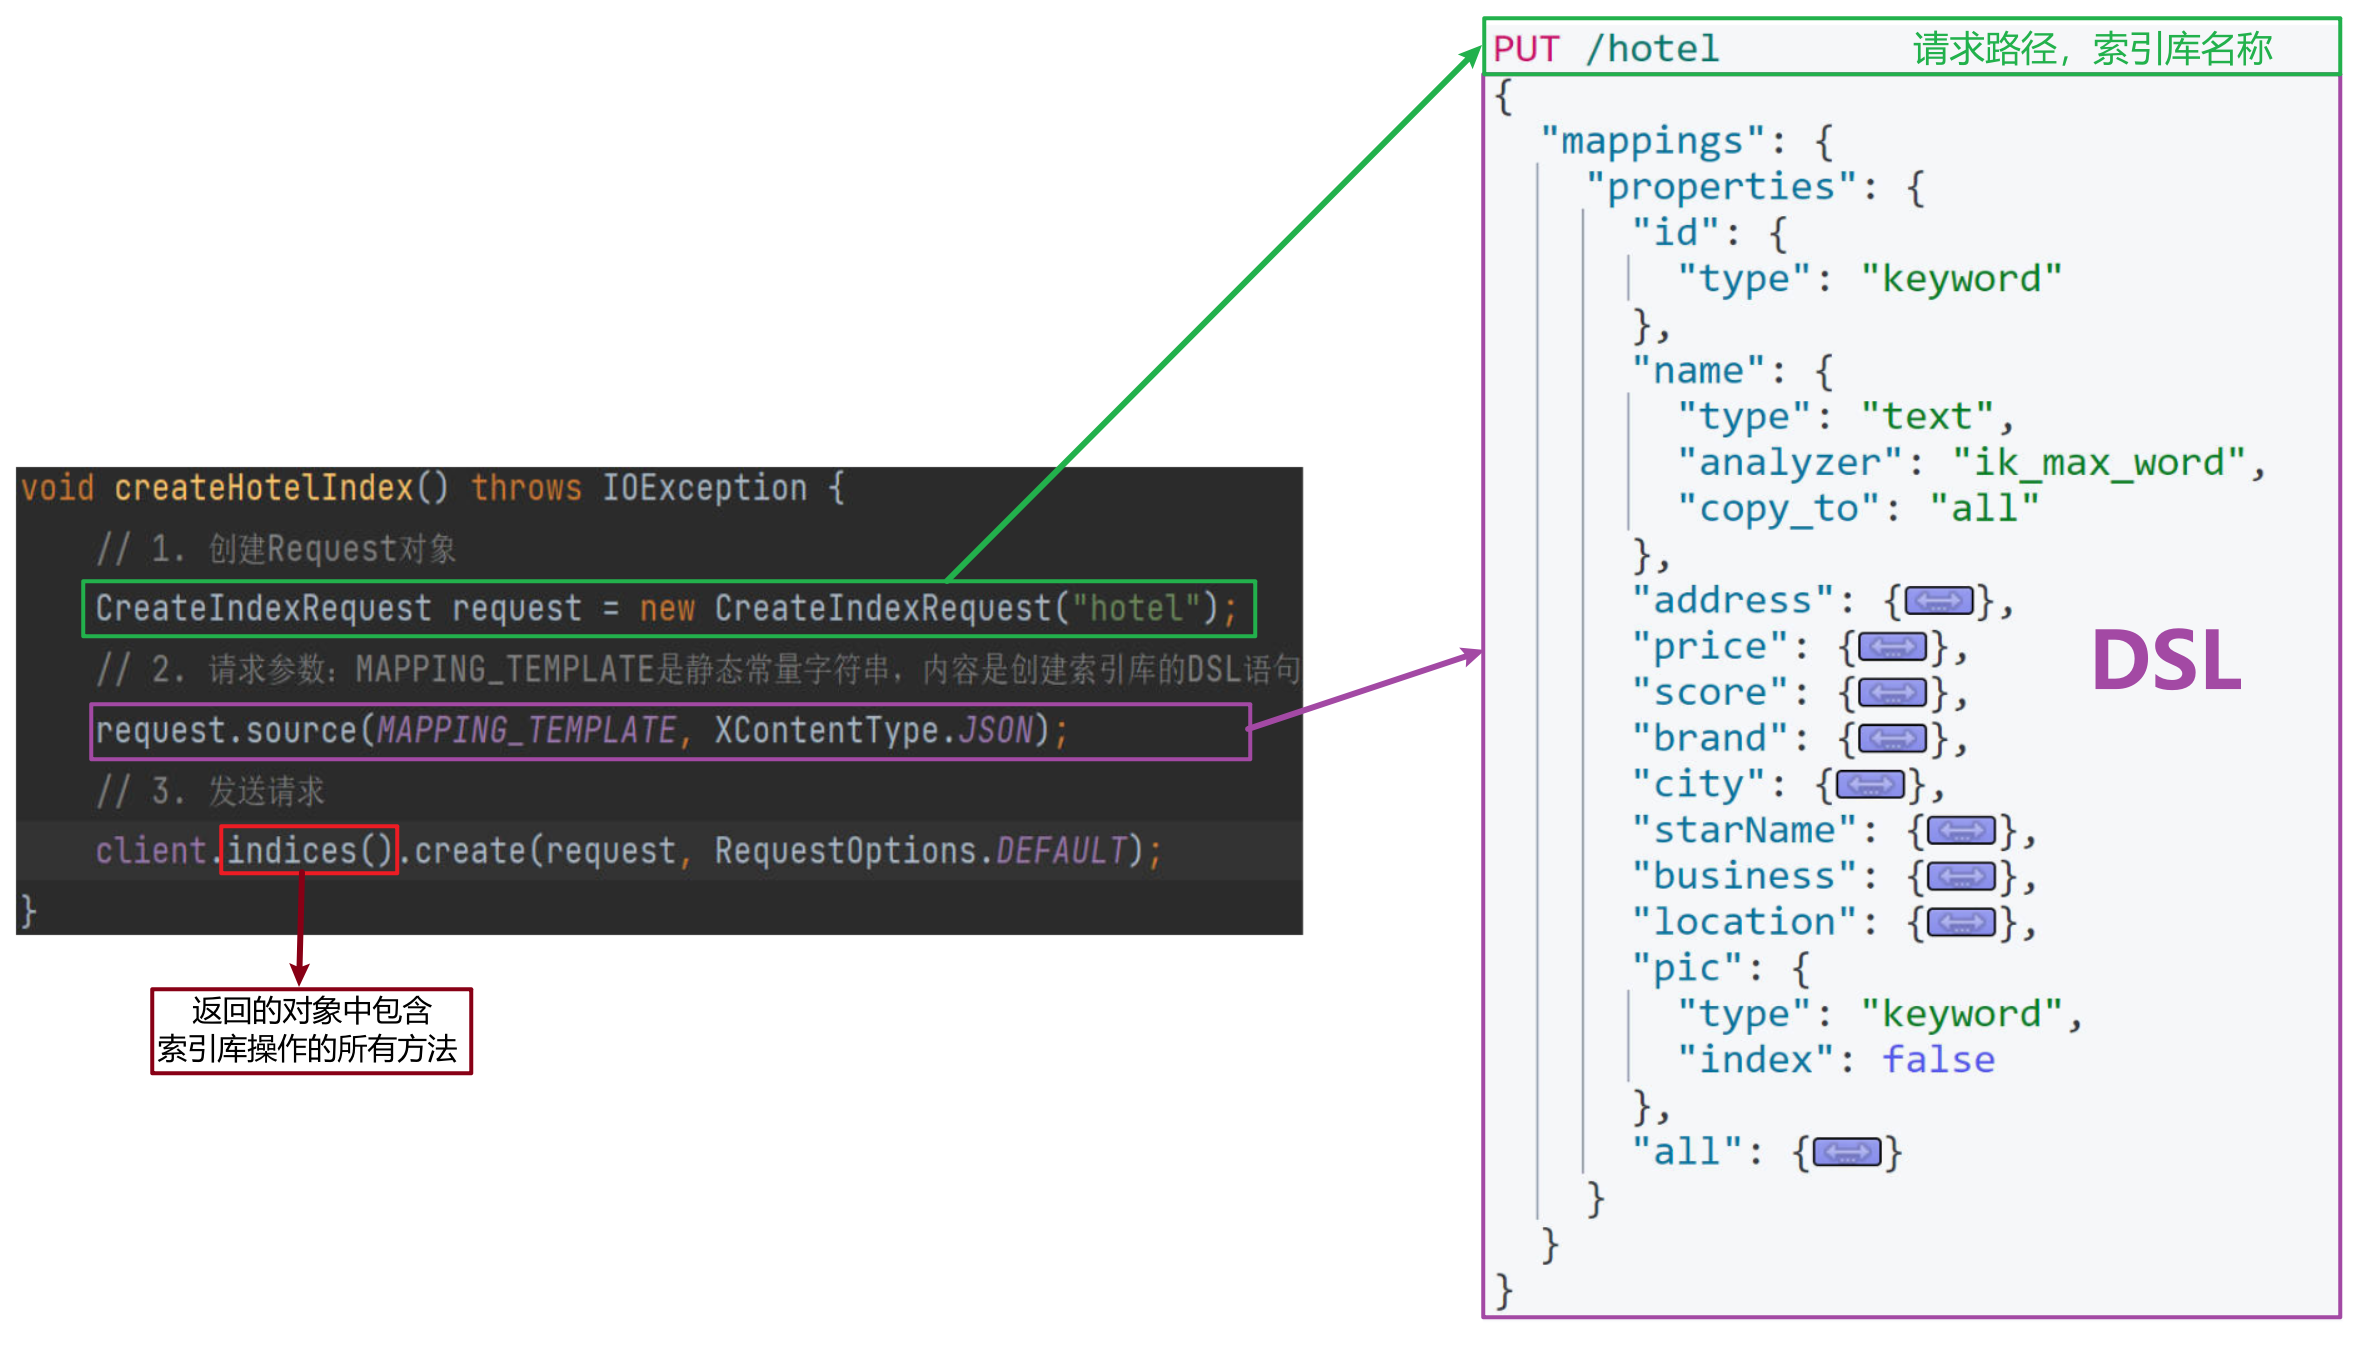 void createHotelIndex() throws IOException {
// 1. 创建Request对象
CreateIndexRequest request = new CreateIndexRequest("hotel");
// 2. 请求参数：MAPPING_TEMPLATE是静态常量字符串，内容是创建索引库的DSL语句
request.source(MAPPING_TEMPLATE, XContentType.JSON);
// 3. 发送请求
client.indices().create(request, RequestOptions.DEFAULT);
}
返回的对象中包含
索引库操作的所有方法
PUT /hotel 请求路径，索引库名称
{
"mappings": {
"properties": {
"id": {
"type": "keyword"
},
"name": {
"type": "text",
"analyzer": "ik_max_word",
"copy_to": "all"
},
"address": {},
"price": {},
"score": {},
"brand": {},
"city": {},
"starName": {},
"business": {},
"location": {},
"pic": {
"type": "keyword",
"index": false
},
"all": {}
}
}
}
DSL